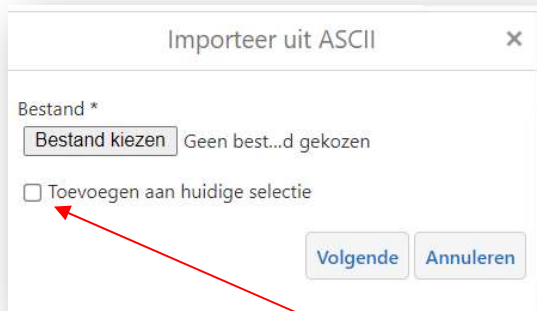 Importeer uit ASCII ×
Bestand *
Bestand kiezen Geen best...d gekozen
Toevoegen aan huidige selectie
Volgende Annuleren